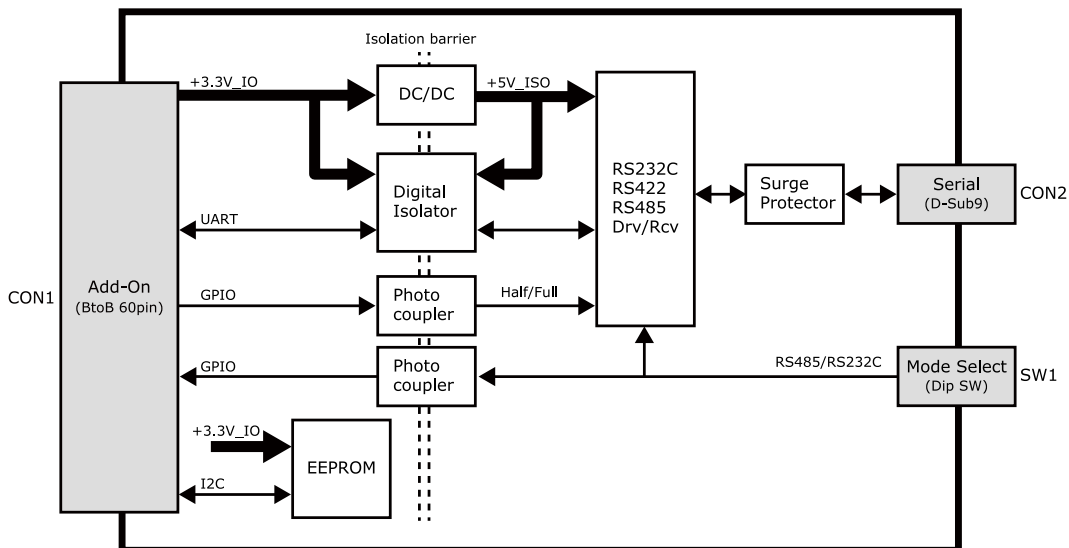 Isolation barrier
+3.3V_IO
DC/DC
+5V_ISO
Digital
Isolator
RS232C
RS422
RS485
Drv/Rcv
Surge
Protector
Serial
(D-Sub9)
CON2
UART
CON1
Add-On
(BtoB 60pin)
GPIO
Photo
coupler
Half/Full
GPIO
Photo
coupler
RS485/RS232C
Mode Select
(Dip SW)
SW1
+3.3V_IO
EEPROM
I2C